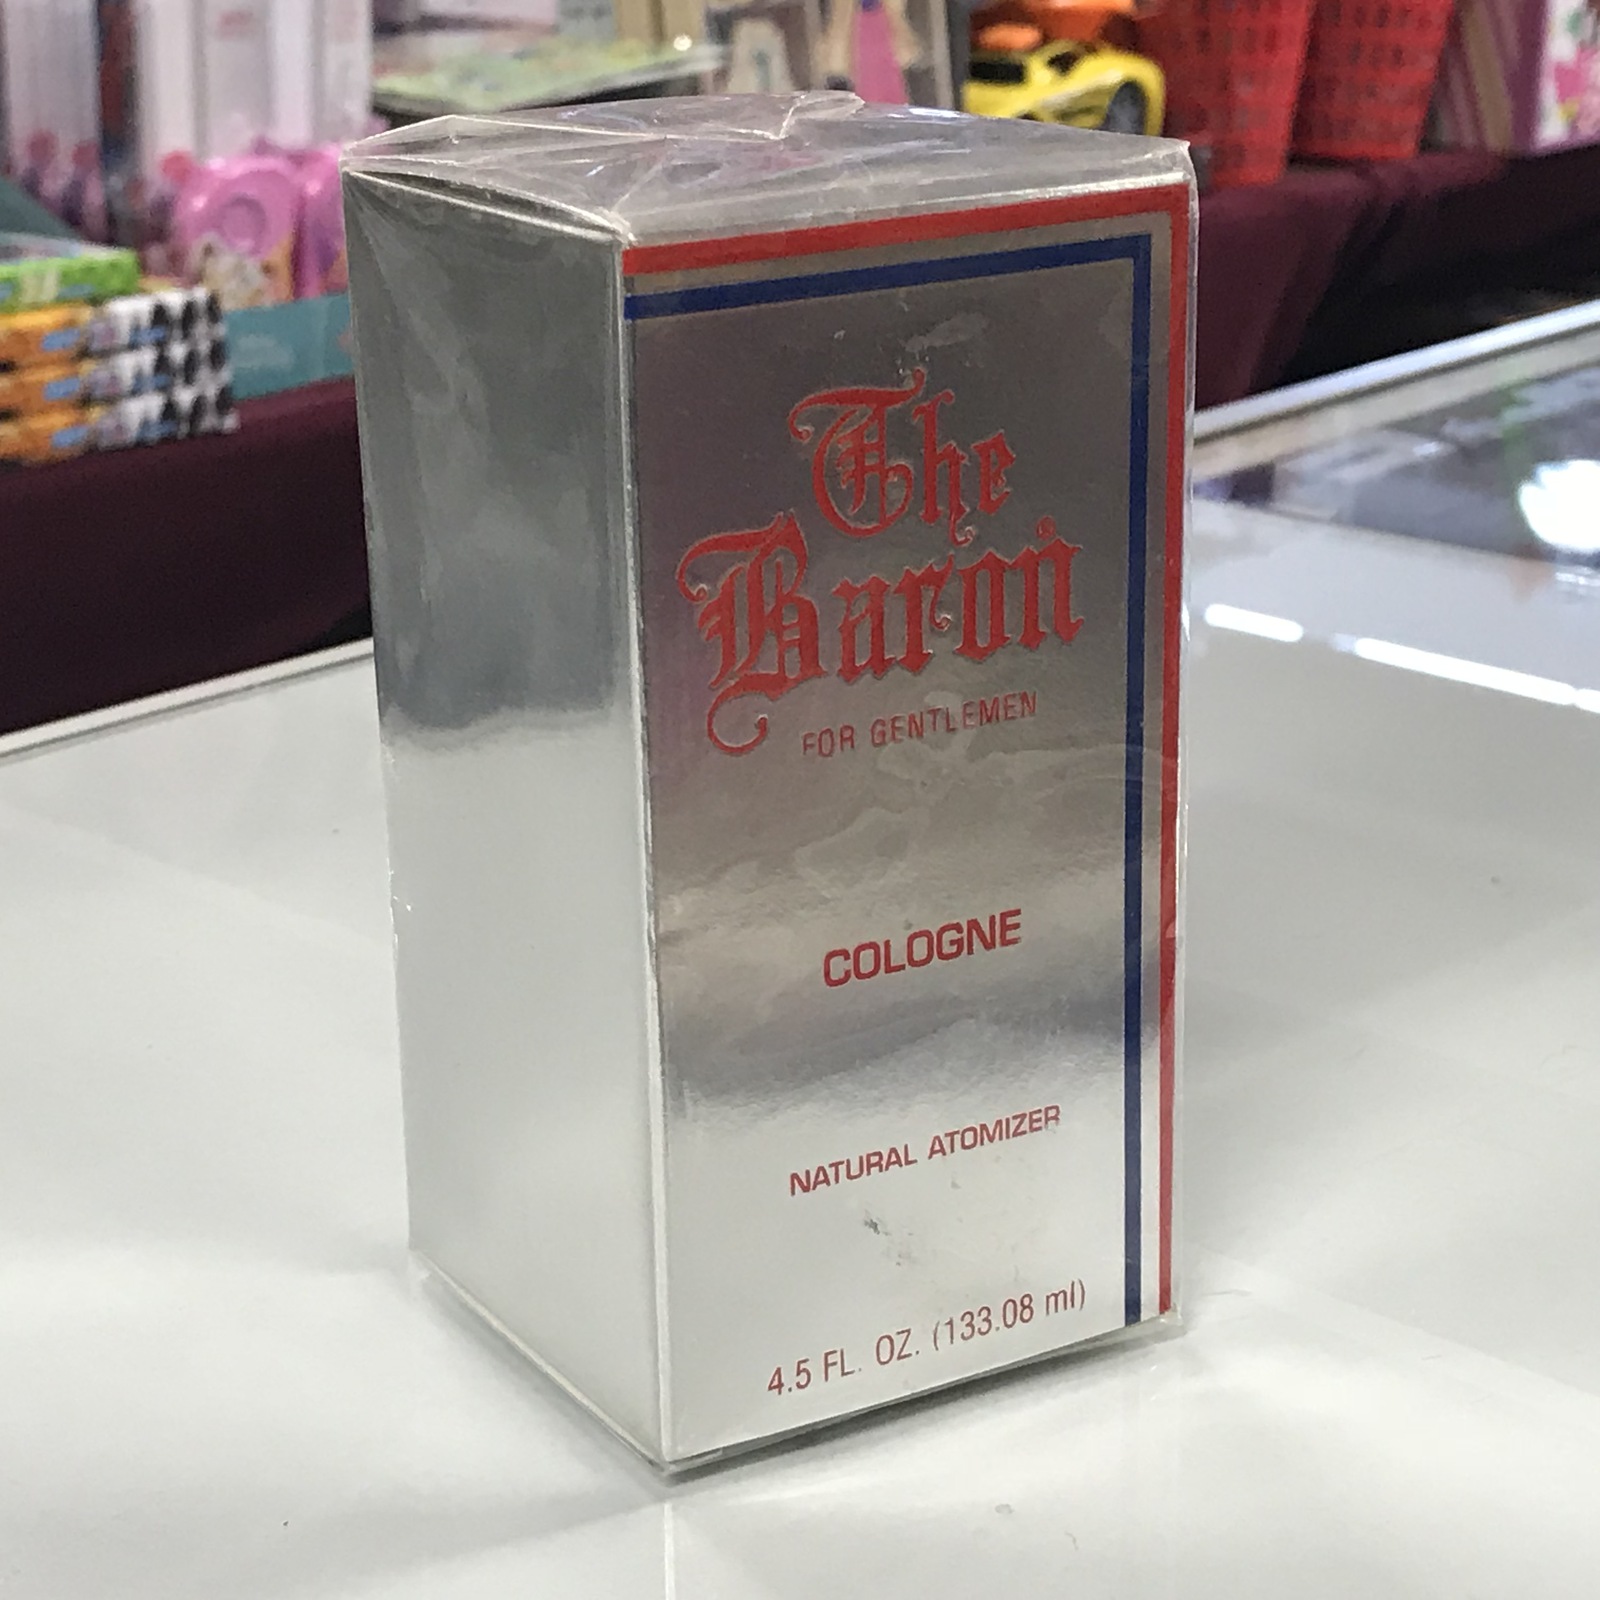 The
Baron
FOR GENTLEMEN
COLOGNE
NATURAL ATOMIZER
4.5 FL. OZ. (133.08 ml)